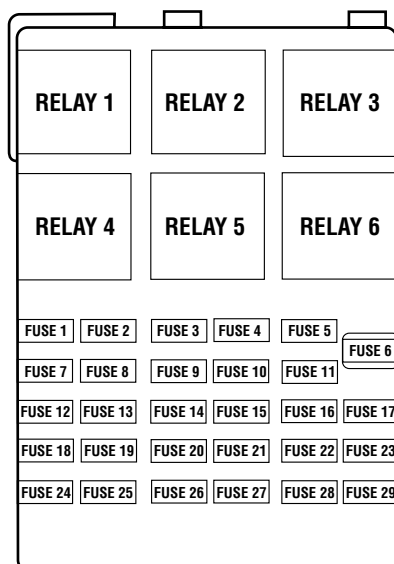 RELAY 1 RELAY 2 RELAY 3
RELAY 4 RELAY 5 RELAY 6
FUSE 1 FUSE 2 FUSE 3 FUSE 4 FUSE 5
FUSE 6
FUSE 7 FUSE 8 FUSE 9 FUSE 10 FUSE 11
FUSE 12 FUSE 13 FUSE 14 FUSE 15 FUSE 16 FUSE 17
FUSE 18 FUSE 19 FUSE 20 FUSE 21 FUSE 22 FUSE 23
FUSE 24 FUSE 25 FUSE 26 FUSE 27 FUSE 28 FUSE 29